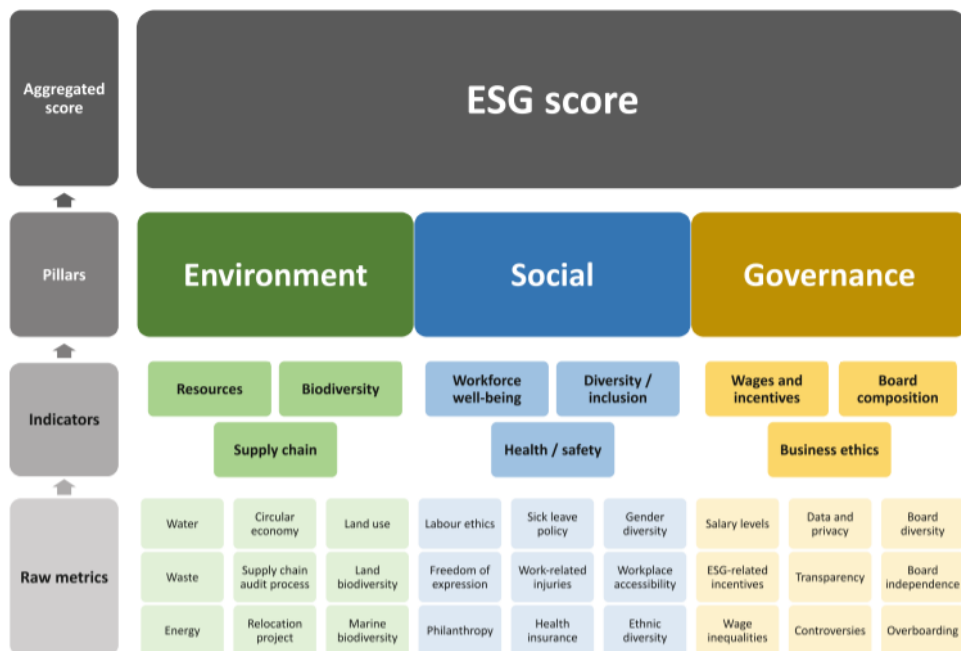 Aggregated
score
ESG score
Pillars
Environment
Social
Governance
Indicators
Resources
Biodiversity
Supply chain
Workforce
well-being
Diversity /
inclusion
Health / safety
Wages and
incentives
Board
composition
Business ethics
Raw metrics
Water
Circular
economy
Land use
Labour ethics
Sick leave
policy
Gender
diversity
Salary levels
Data and
privacy
Board
diversity
Waste
Supply chain
audit process
Land
biodiversity
Freedom of
expression
Work-related
injuries
Workplace
accessibility
ESG-related
incentives
Transparency
Board
independence
Energy
Relocation
project
Marine
biodiversity
Philanthropy
Health
insurance
Ethnic
diversity
Wage
inequalities
Controversies
Overboarding